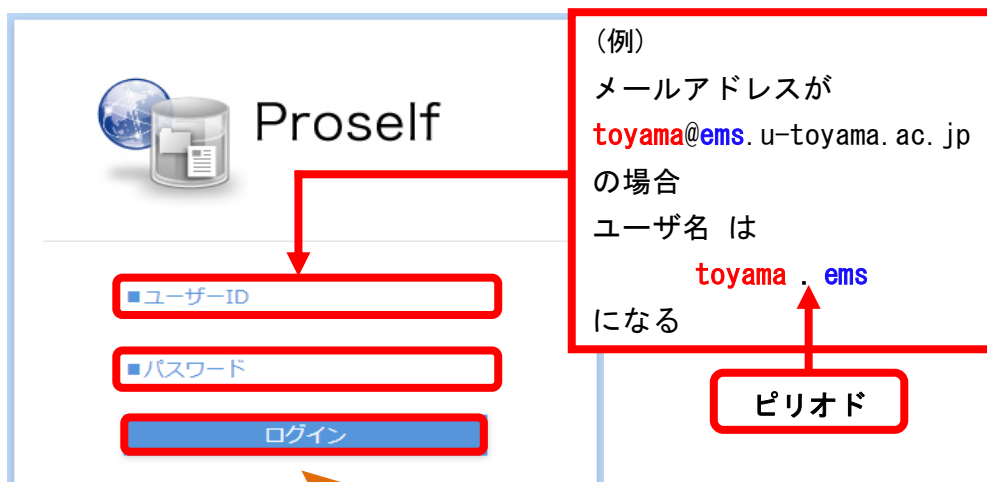 Proself
■ユーザーID
■パスワード
ログイン
(例)
メールアドレスが
toyama@ems.u-toyama.ac.jp
の場合
ユーザ名 は
toyama . ems
になる
ピリオド